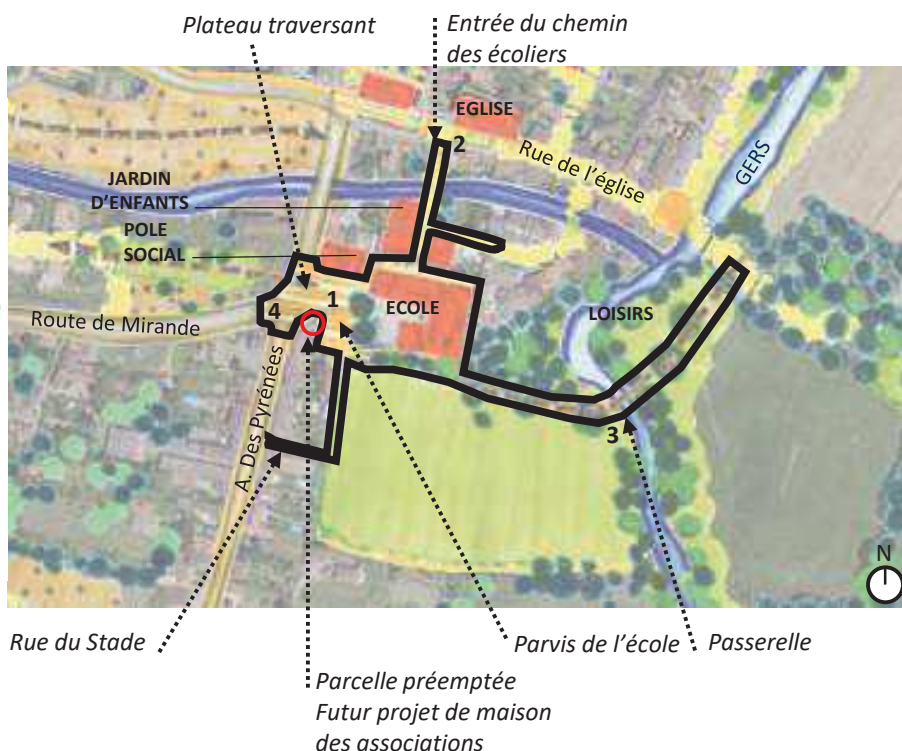 Plateau traversant
Entrée du chemin
des écoliers
EGLISE
2
Rue de l'église
GERS
JARDIN
D'ENFANTS
POLE
SOCIAL
1
4
ECOLE
LOISIRS
Route de Mirande
A. Des Pyrénées
3
N
Rue du Stade
Parvis de l'école
Passerelle
Parcelle préemptée
Futur projet de maison
des associations